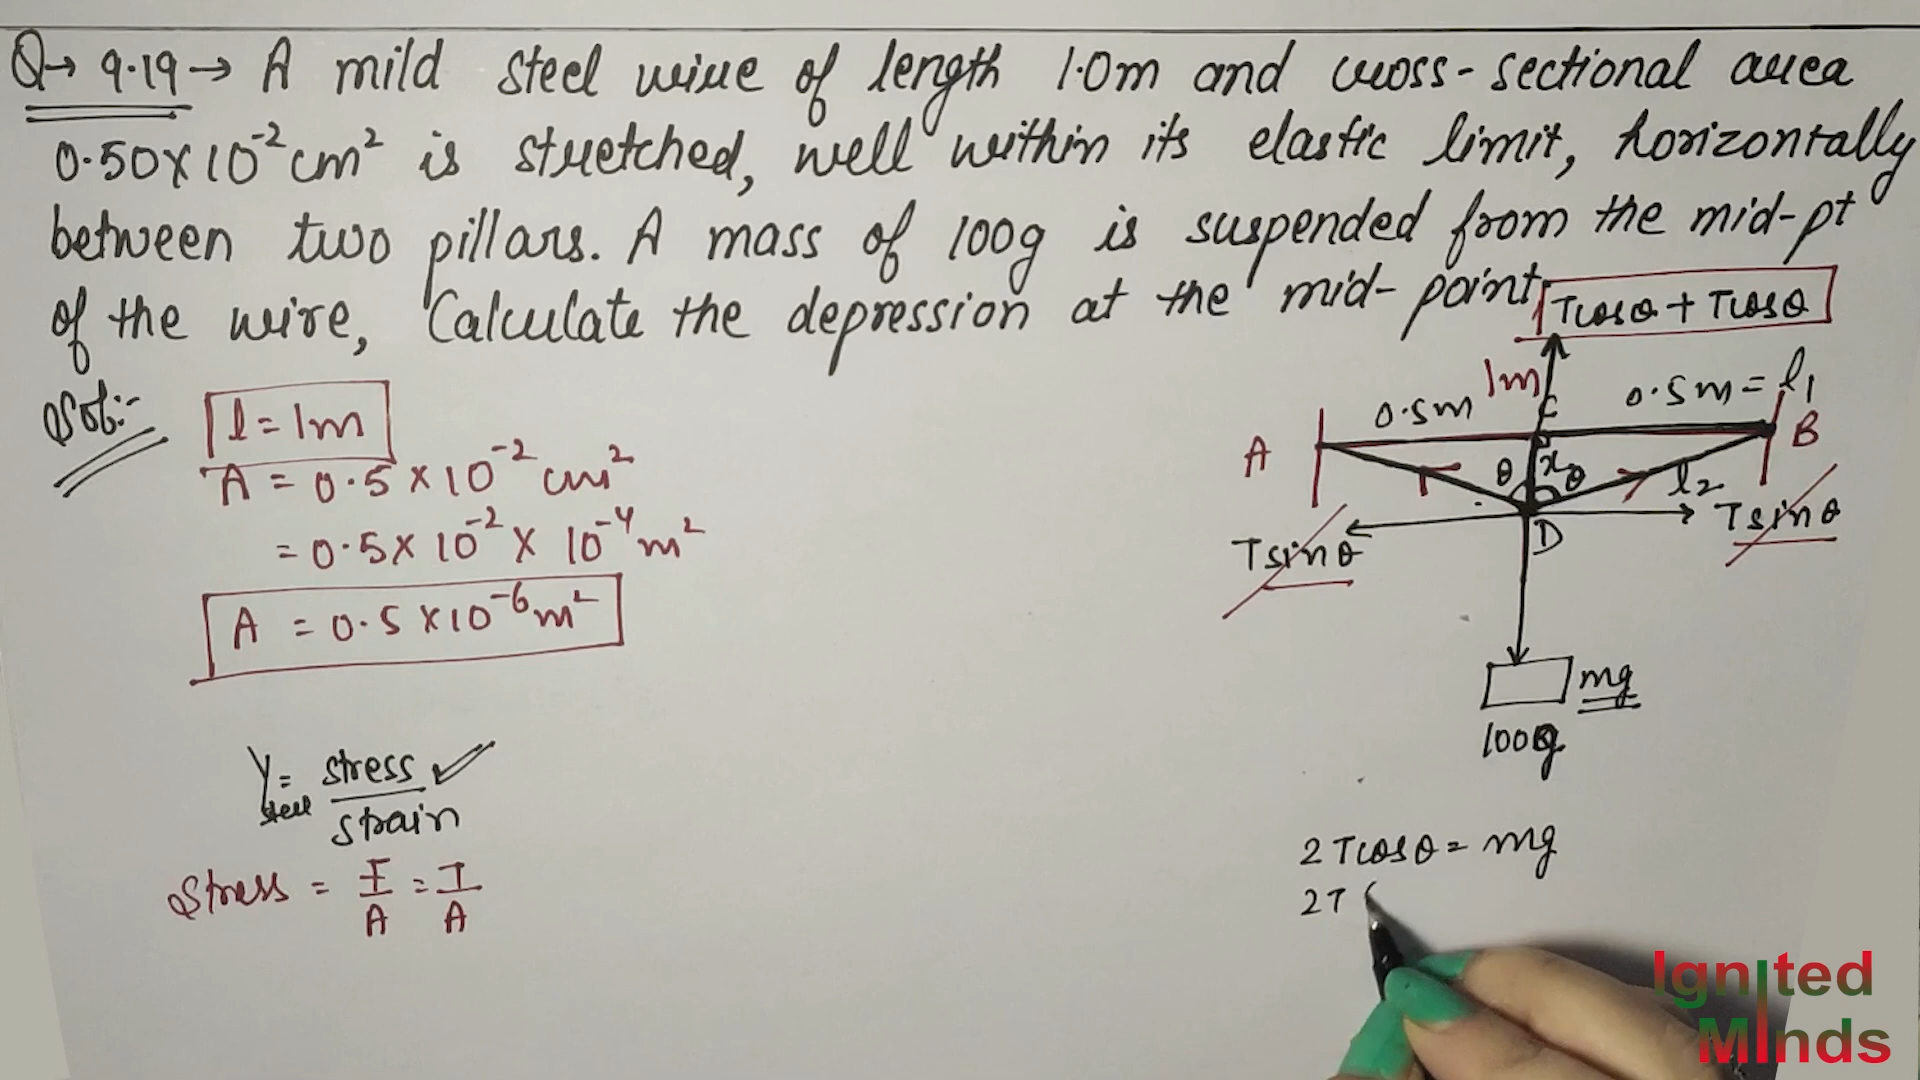 Q→ 9.19 → A mild steel wire of length 1.0m and cross-sectional area
0.50×10⁻² cm² is stretched, well within its elastic limit, horizontally
between two pillars. A mass of 100g is suspended from the mid-pt
of the wire, Calculate the depression at the mid-point.
Tcosθ + Tcosθ
Sol:-
l = 1m
A = 0.5×10⁻² cm²
= 0.5×10⁻² × 10⁻⁴ m²
A = 0.5×10⁻⁶ m²
1m
0.5m
C
0.5m = l₁
A
B
θ
x
θ
T
l₂
Tsinθ
D
Tsinθ
mg
100g
Y steel = stress / strain
Stress = F/A = T/A
2Tcosθ = mg
2T
Ignited
Minds